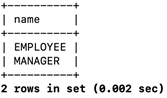 +----------+
| name     |
+----------+
| EMPLOYEE |
| MANAGER  |
+----------+
2 rows in set (0.002 sec)